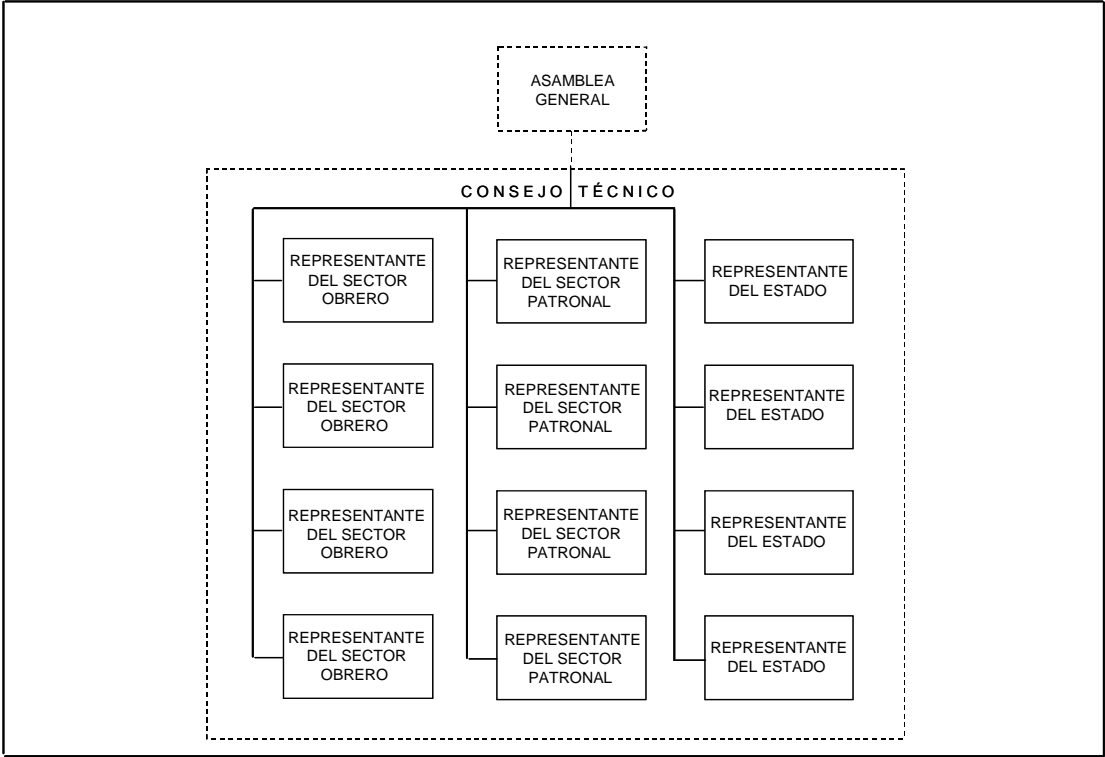 ASAMBLEA
GENERAL
CONSEJO TÉCNICO
REPRESENTANTE
DEL SECTOR
OBRERO
REPRESENTANTE
DEL SECTOR
PATRONAL
REPRESENTANTE
DEL ESTADO
REPRESENTANTE
DEL SECTOR
OBRERO
REPRESENTANTE
DEL SECTOR
PATRONAL
REPRESENTANTE
DEL ESTADO
REPRESENTANTE
DEL SECTOR
OBRERO
REPRESENTANTE
DEL SECTOR
PATRONAL
REPRESENTANTE
DEL ESTADO
REPRESENTANTE
DEL SECTOR
OBRERO
REPRESENTANTE
DEL SECTOR
PATRONAL
REPRESENTANTE
DEL ESTADO